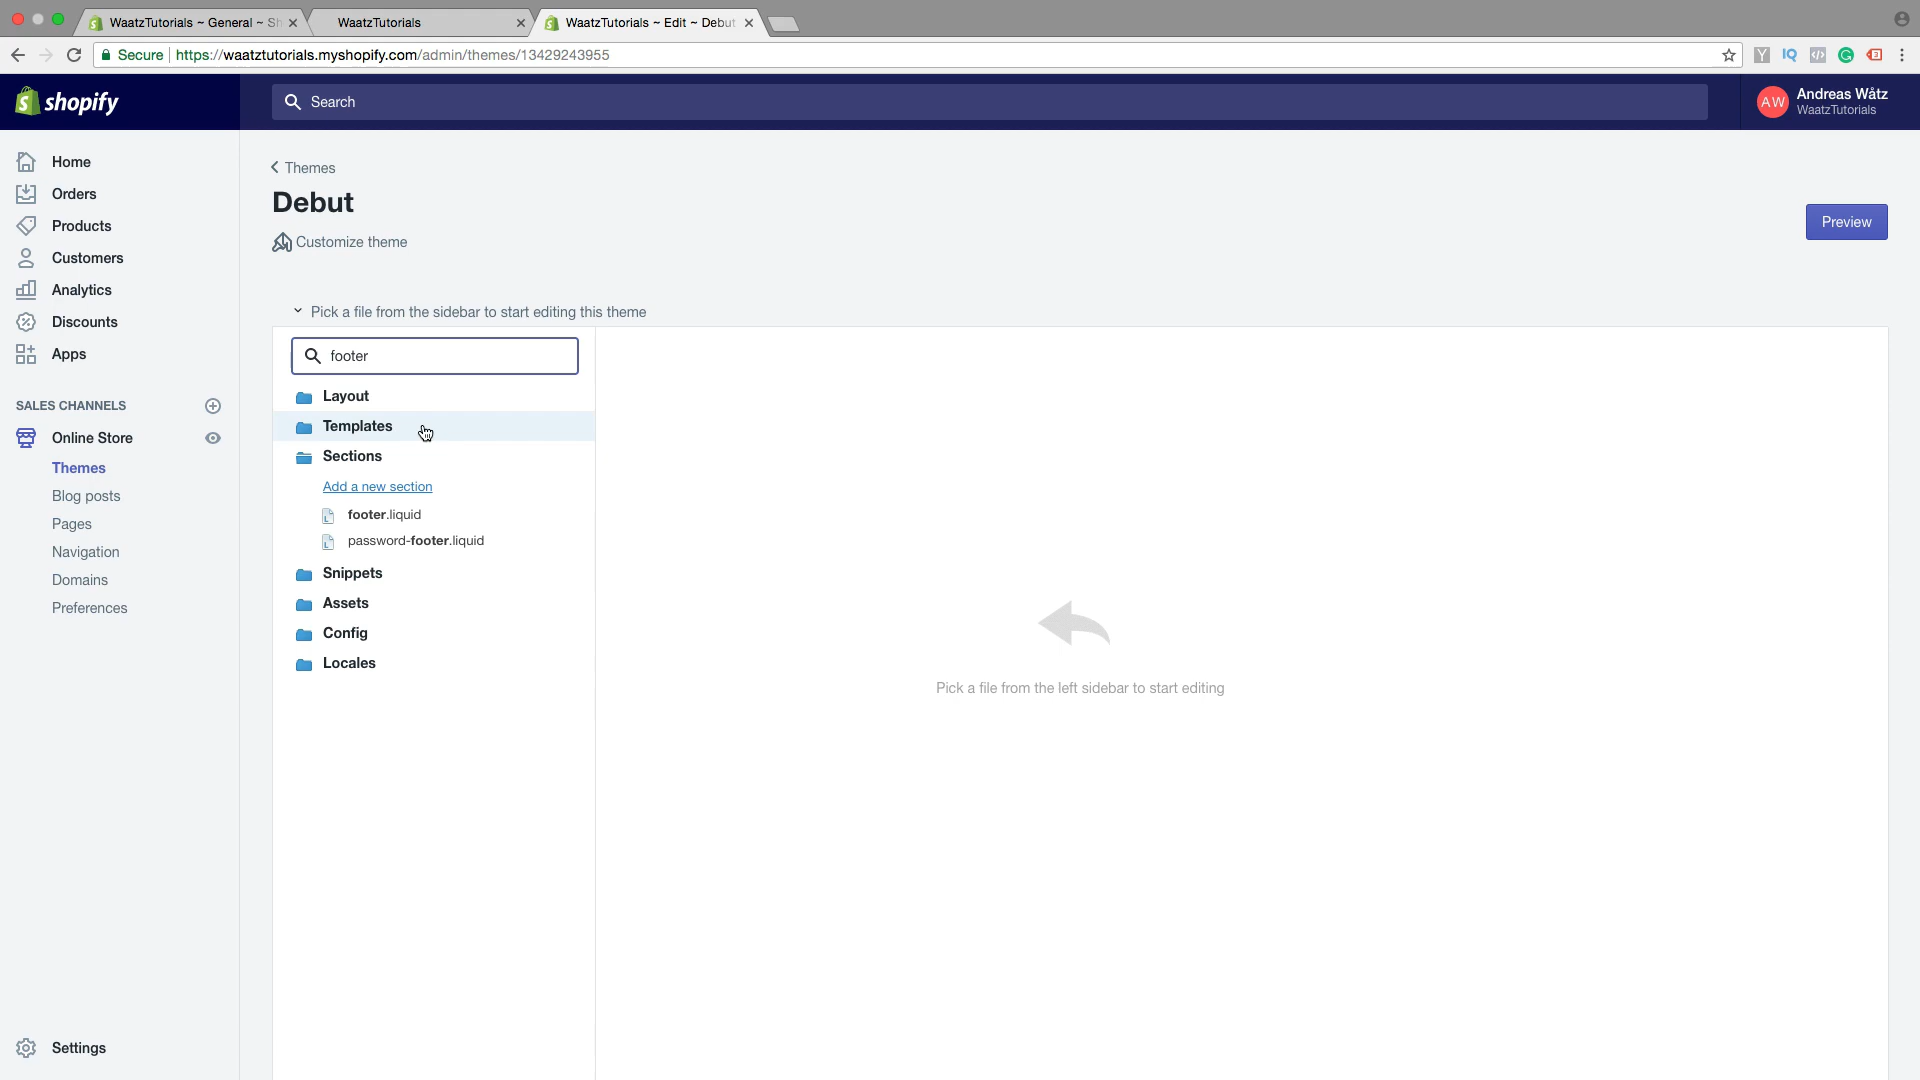 WaatzTutorials ~ General ~ Sh
WaatzTutorials
WaatzTutorials ~ Edit ~ Debut
Secure
https://waatztutorials.myshopify.com/admin/themes/13429243955
shopify
Search
AW
Andreas Wåtz
WaatzTutorials
Home
Orders
Products
Customers
Analytics
Discounts
Apps
SALES CHANNELS
Online Store
Themes
Blog posts
Pages
Navigation
Domains
Preferences
Settings
Themes
Debut
Customize theme
Preview
Pick a file from the sidebar to start editing this theme
footer
Layout
Templates
Sections
Add a new section
footer.liquid
password-footer.liquid
Snippets
Assets
Config
Locales
Pick a file from the left sidebar to start editing